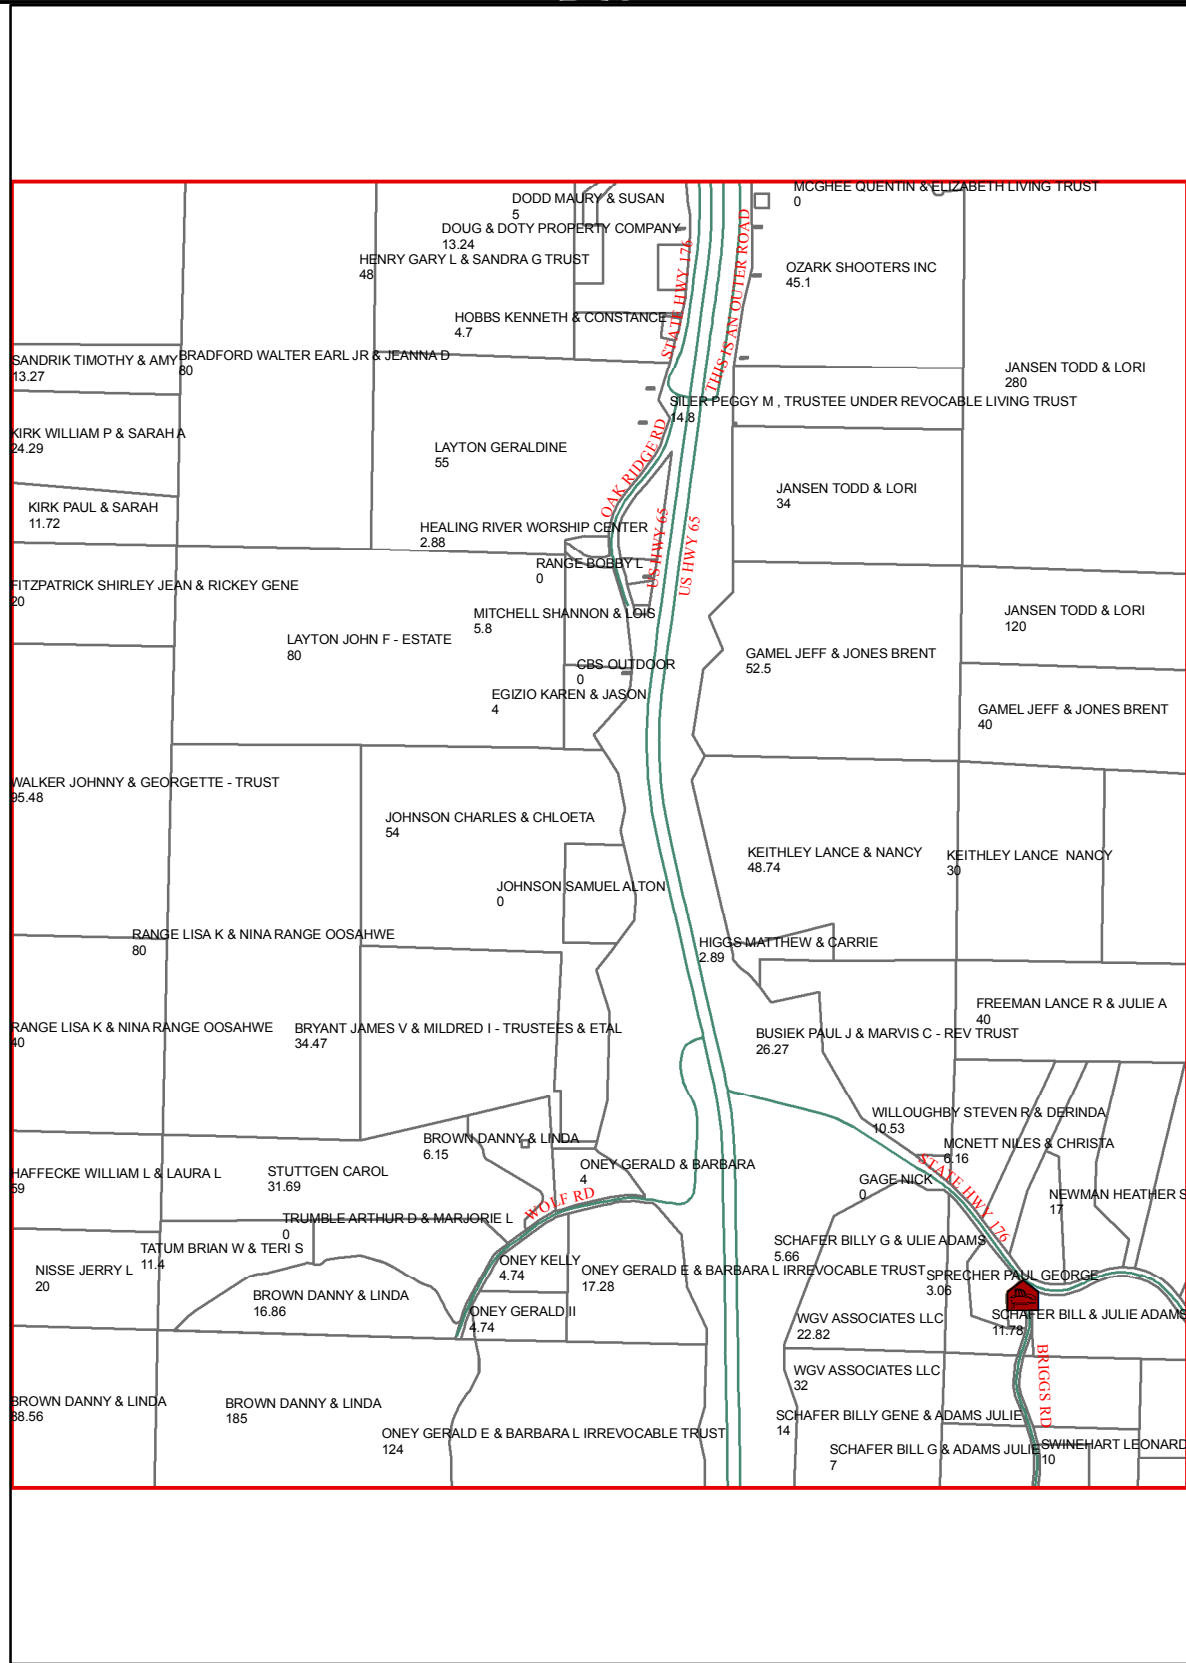 MCGHEE QUENTIN & ELIZABETH LIVING TRUST
0
DODD MAURY & SUSAN
5
DOUG & DOTY PROPERTY COMPANY
13.24
HENRY GARY L & SANDRA G TRUST
48
STATE HWY 176
THIS IS AN OUTER ROAD
OZARK SHOOTERS INC
45.1
HOBBS KENNETH & CONSTANCE
4.7
SANDRIK TIMOTHY & AMY
13.27
BRADFORD WALTER EARL JR & JEANNA D
80
JANSEN TODD & LORI
280
SILER PEGGY M , TRUSTEE UNDER REVOCABLE LIVING TRUST
14.8
KIRK WILLIAM P & SARAH A
24.29
LAYTON GERALDINE
55
OAK RIDGE RD
JANSEN TODD & LORI
34
KIRK PAUL & SARAH
11.72
HEALING RIVER WORSHIP CENTER
2.88
US HWY 65
US HWY 65
RANGE BOBBY L
0
FITZPATRICK SHIRLEY JEAN & RICKEY GENE
20
MITCHELL SHANNON & LOIS
5.8
JANSEN TODD & LORI
120
LAYTON JOHN F - ESTATE
80
GAMEL JEFF & JONES BRENT
52.5
CBS OUTDOOR
0
EGIZIO KAREN & JASON
4
GAMEL JEFF & JONES BRENT
40
WALKER JOHNNY & GEORGETTE - TRUST
95.48
JOHNSON CHARLES & CHLOETA
54
KEITHLEY LANCE & NANCY
48.74
KEITHLEY LANCE  NANCY
30
JOHNSON SAMUEL ALTON
0
RANGE LISA K & NINA RANGE OOSAHWE
80
HIGGS MATTHEW & CARRIE
2.89
FREEMAN LANCE R & JULIE A
40
RANGE LISA K & NINA RANGE OOSAHWE
40
BRYANT JAMES V & MILDRED I - TRUSTEES & ETAL
34.47
BUSIEK PAUL J & MARVIS C - REV TRUST
26.27
WILLOUGHBY STEVEN R & DERINDA
10.53
BROWN DANNY & LINDA
6.15
MCNETT NILES & CHRISTA
6.16
HAFFECKE WILLIAM L & LAURA L
59
STUTTGEN CAROL
31.69
ONEY GERALD & BARBARA
4
GAGE NICK
0
STATE HWY 176
NEWMAN HEATHER S
17
WOLF RD
TRUMBLE ARTHUR D & MARJORIE L
0
TATUM BRIAN W & TERI S
11.4
SCHAFER BILLY G & ULIE ADAMS
5.66
NISSE JERRY L
20
ONEY KELLY
4.74
ONEY GERALD E & BARBARA L IRREVOCABLE TRUST
17.28
SPRECHER PAUL GEORGE
3.06
BROWN DANNY & LINDA
16.86
ONEY GERALD II
4.74
WGV ASSOCIATES LLC
22.82
SCHAFER BILL & JULIE ADAMS
11.78
BRIGGS RD
WGV ASSOCIATES LLC
32
BROWN DANNY & LINDA
38.56
BROWN DANNY & LINDA
185
SCHAFER BILLY GENE & ADAMS JULIE
14
ONEY GERALD E & BARBARA L IRREVOCABLE TRUST
124
SCHAFER BILL G & ADAMS JULIE
7
SWINEHART LEONARD
10